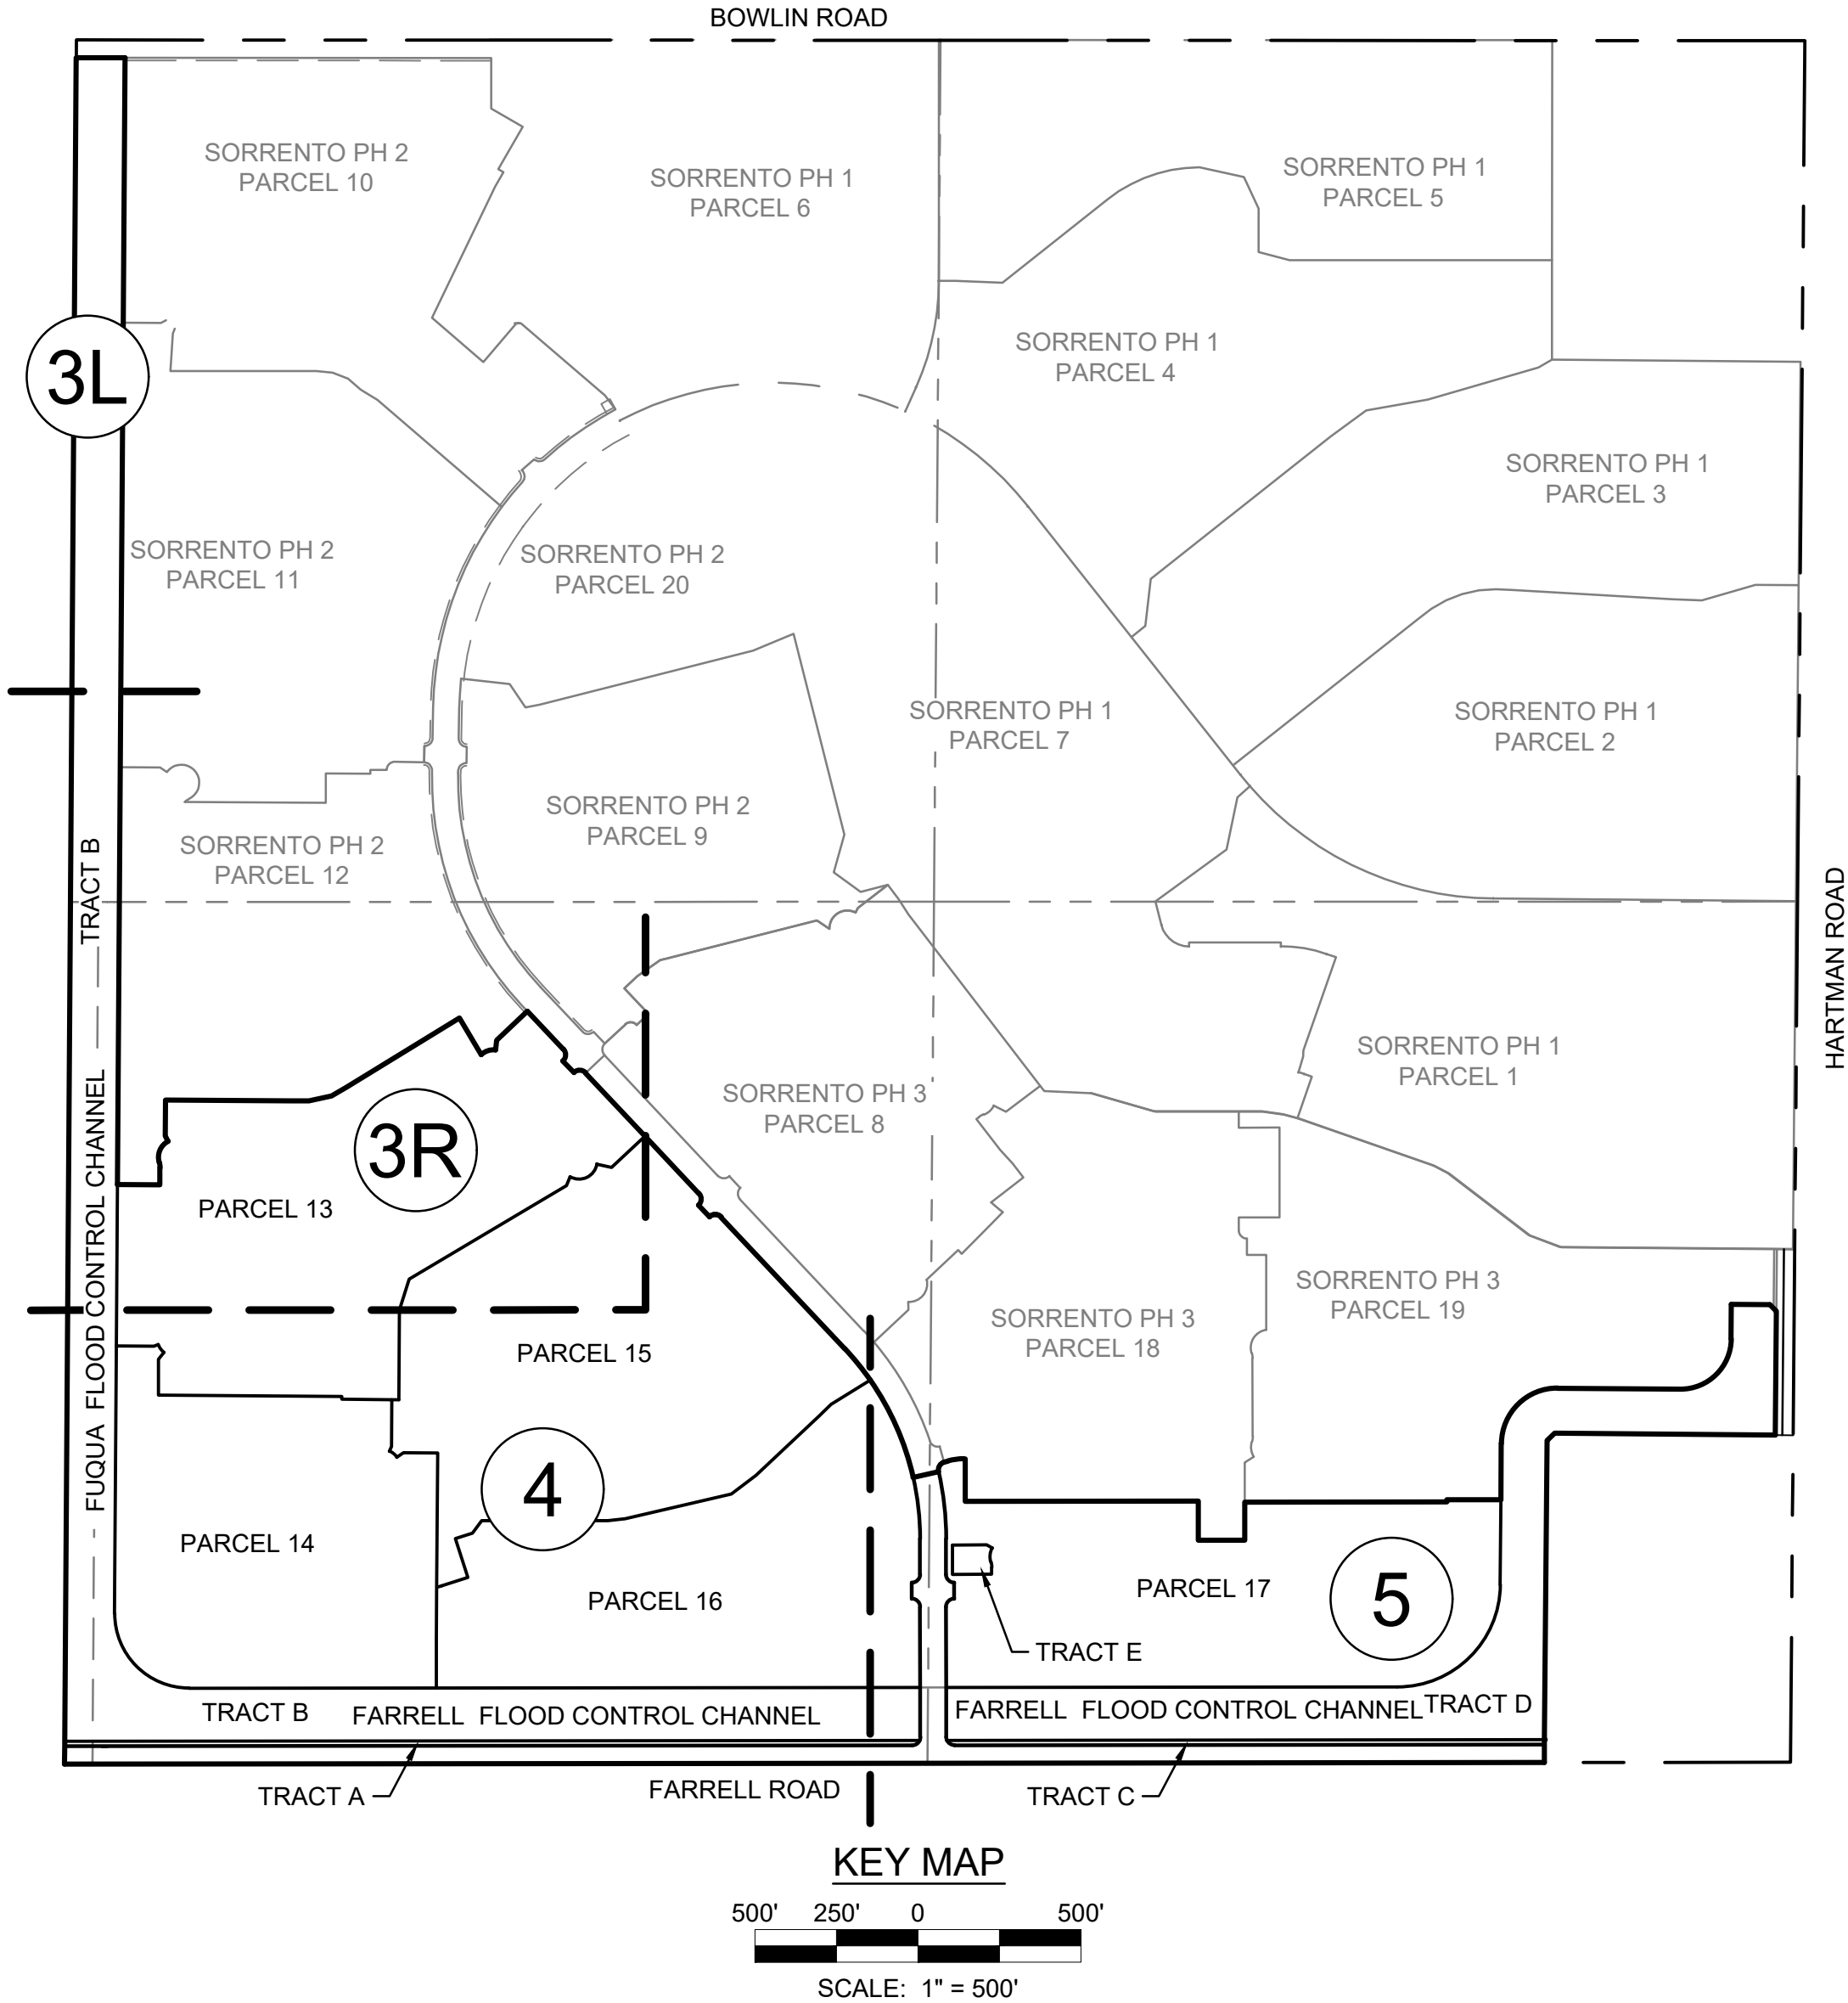 BOWLIN ROAD
SORRENTO PH 2
PARCEL 10
SORRENTO PH 1
PARCEL 6
SORRENTO PH 1
PARCEL 5
3L
SORRENTO PH 1
PARCEL 4
SORRENTO PH 1
PARCEL 3
SORRENTO PH 2
PARCEL 11
SORRENTO PH 2
PARCEL 20
SORRENTO PH 1
PARCEL 7
SORRENTO PH 1
PARCEL 2
SORRENTO PH 2
PARCEL 9
SORRENTO PH 2
PARCEL 12
TRACT B
HARTMAN ROAD
SORRENTO PH 1
PARCEL 1
SORRENTO PH 3
PARCEL 8
3R
PARCEL 13
FUQUA FLOOD CONTROL CHANNEL
SORRENTO PH 3
PARCEL 19
SORRENTO PH 3
PARCEL 18
PARCEL 15
4
PARCEL 14
PARCEL 16
PARCEL 17
5
TRACT E
TRACT B
FARRELL FLOOD CONTROL CHANNEL
FARRELL FLOOD CONTROL CHANNEL
TRACT D
TRACT A
FARRELL ROAD
TRACT C
KEY MAP
500' 250' 0 500'
SCALE: 1" = 500'